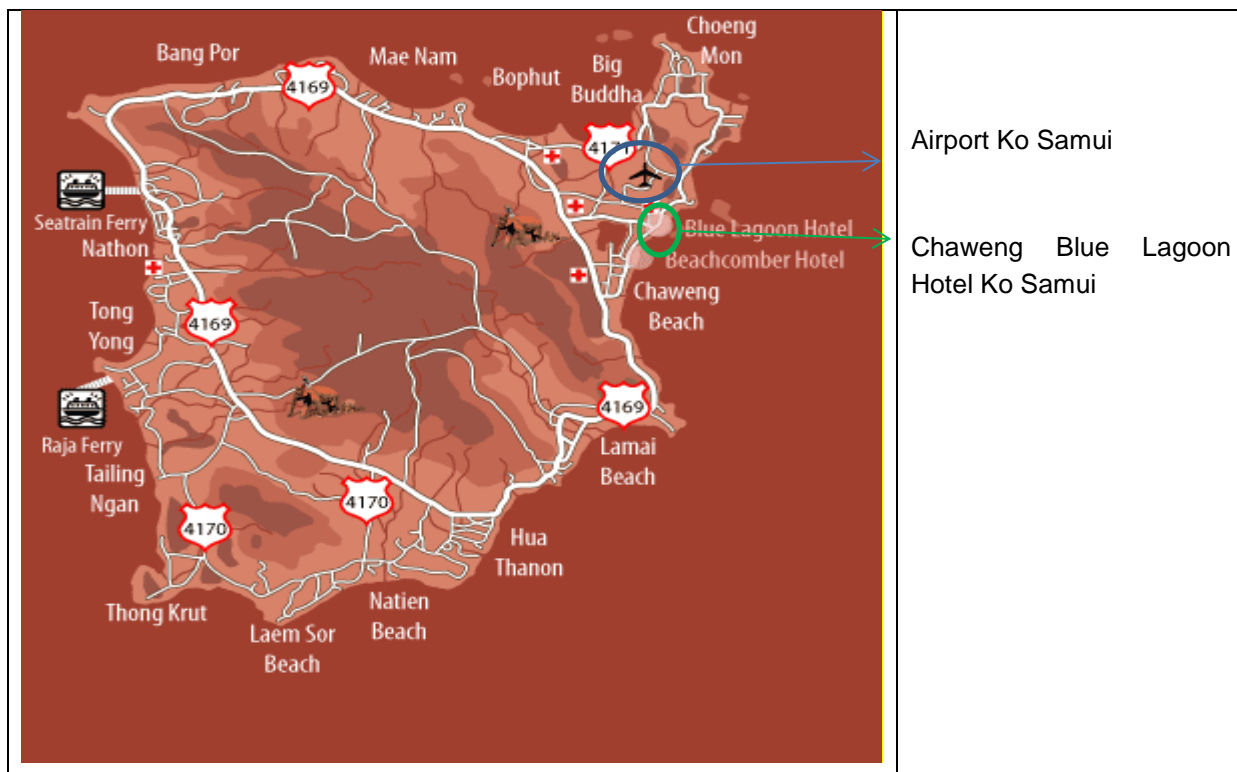 Choeng
Mon
Bang Por
Mae Nam
Big
Buddha
Bophut
4169
4171
Airport Ko Samui
Seatrain Ferry
Nathon
Blue Lagoon Hotel
Beachcomber Hotel
Chaweng Blue Lagoon
Hotel Ko Samui
Chaweng
Beach
Tong
Yong
4169
4169
Raja Ferry
Tailing
Ngan
Lamai
Beach
4170
4170
Hua
Thanon
Thong Krut
Natien
Beach
Laem Sor
Beach